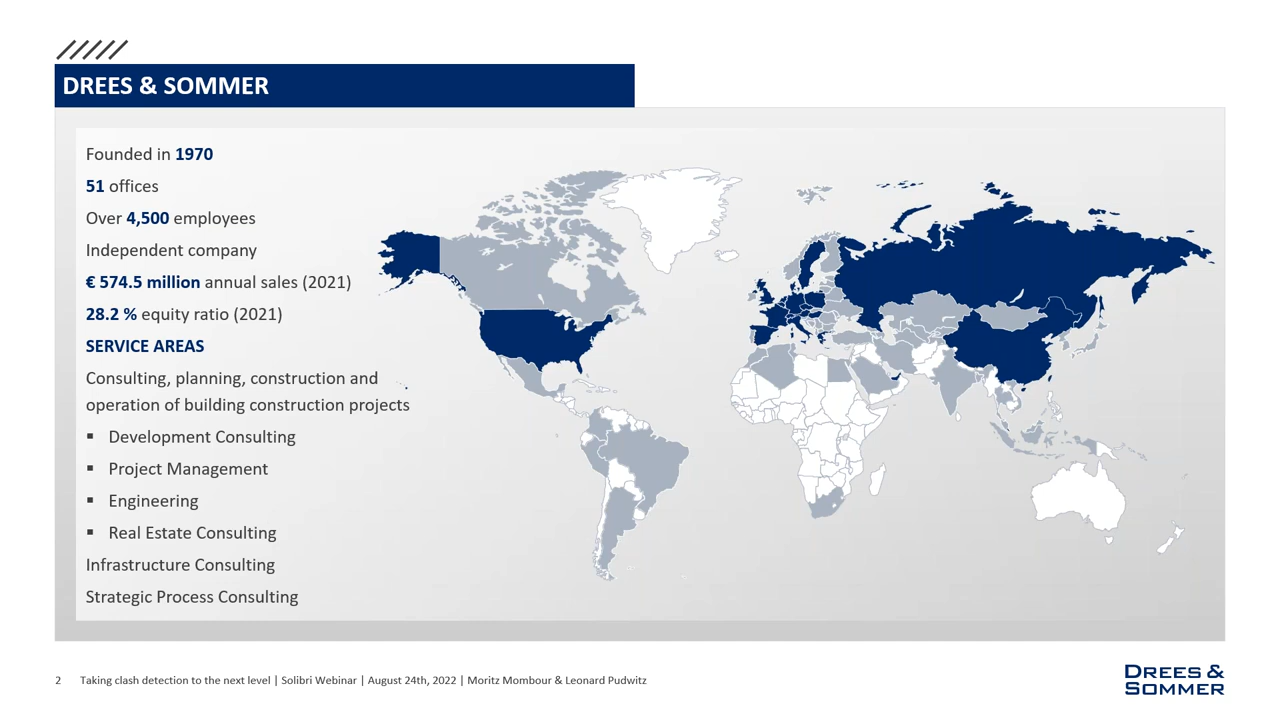 DREES & SOMMER
Founded in 1970
51 offices
Over 4,500 employees
Independent company
€ 574.5 million annual sales (2021)
28.2 % equity ratio (2021)
SERVICE AREAS
Consulting, planning, construction and
operation of building construction projects
▪ Development Consulting
▪ Project Management
▪ Engineering
▪ Real Estate Consulting
Infrastructure Consulting
Strategic Process Consulting
2 Taking clash detection to the next level | Solibri Webinar | August 24th, 2022 | Moritz Mombour & Leonard Pudwitz
DREES &
SOMMER